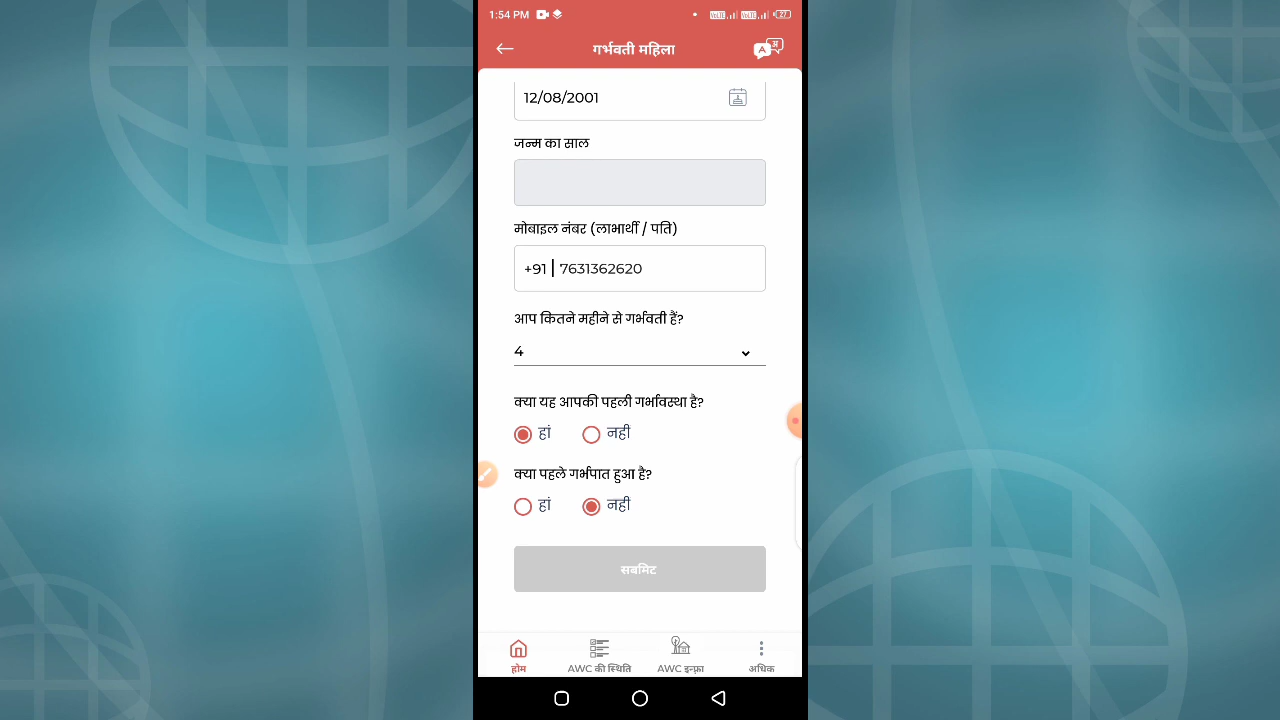 1:54 PM
27
गर्भवती महिला
12/08/2001
जन्म का साल
मोबाइल नंबर (लाभार्थी / पति)
+91 7631362620
आप कितने महीने से गर्भवती हैं?
4
क्या यह आपकी पहली गर्भावस्था है?
हां नहीं
क्या पहले गर्भपात हुआ है?
हां नहीं
सबमिट
होम AWC की स्थिति AWC इन्फ्रा अधिक